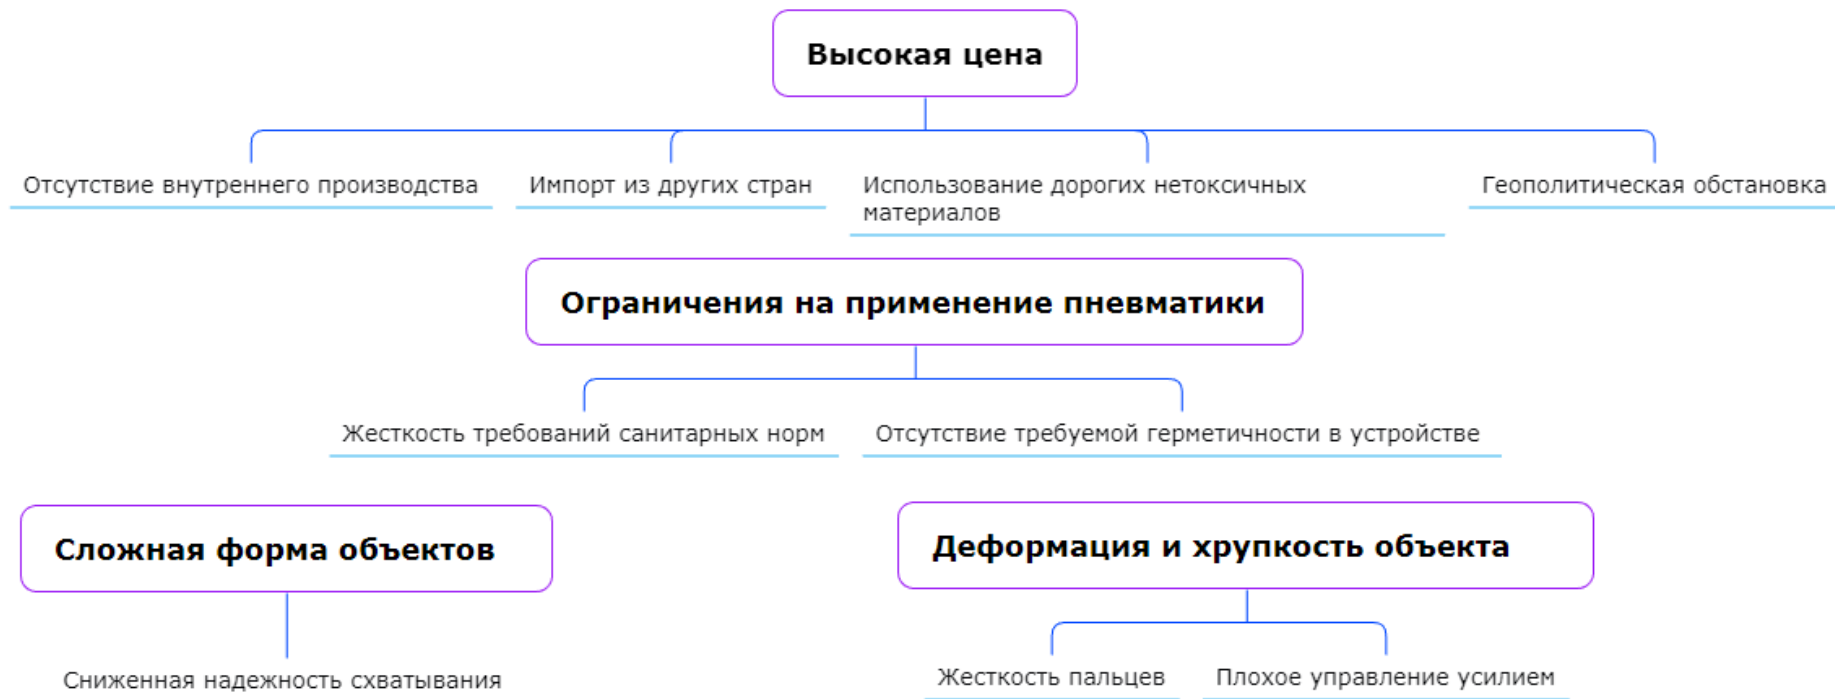 Высокая цена
Отсутствие внутреннего производства
Импорт из других стран
Использование дорогих нетоксичных
материалов
Геополитическая обстановка
Ограничения на применение пневматики
Жесткость требований санитарных норм
Отсутствие требуемой герметичности в устройстве
Сложная форма объектов
Сниженная надежность схватывания
Деформация и хрупкость объекта
Жесткость пальцев
Плохое управление усилием